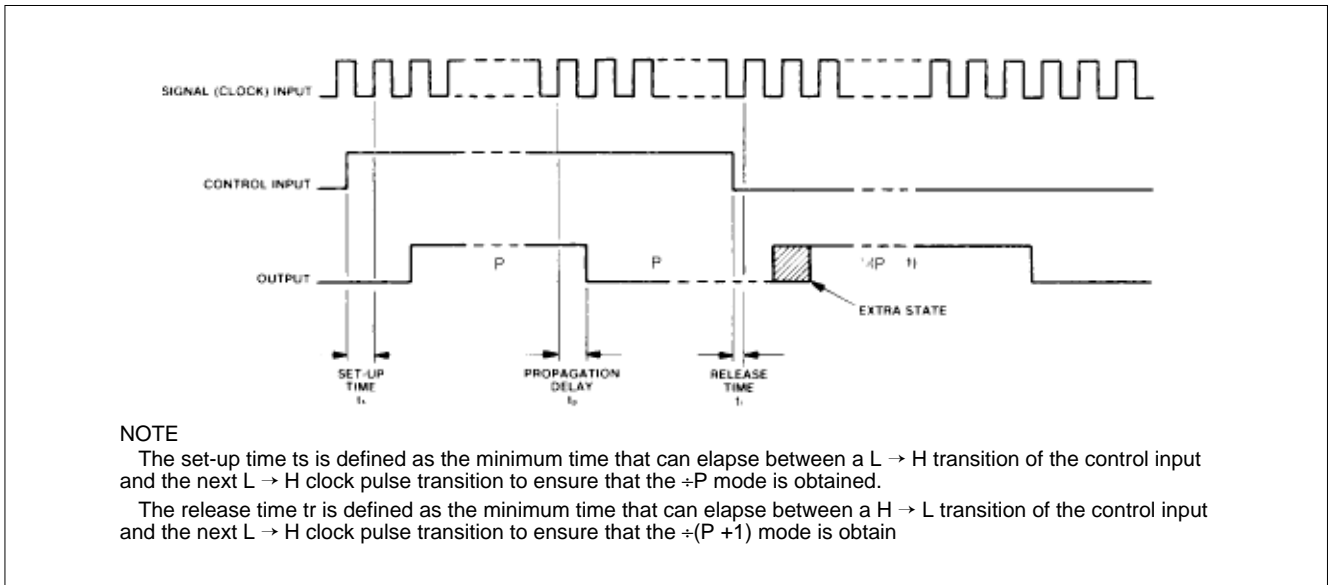 SIGNAL (CLOCK) INPUT
CONTROL INPUT
P
P
OUTPUT
EXTRA STATE
SET-UP
TIME
PROPAGATION
DELAY
RELEASE
TIME
NOTE
The set-up time ts is defined as the minimum time that can elapse between a L → H transition of the control input
and the next L → H clock pulse transition to ensure that the ÷P mode is obtained.
The release time tr is defined as the minimum time that can elapse between a H → L transition of the control input
and the next L → H clock pulse transition to ensure that the ÷(P +1) mode is obtain